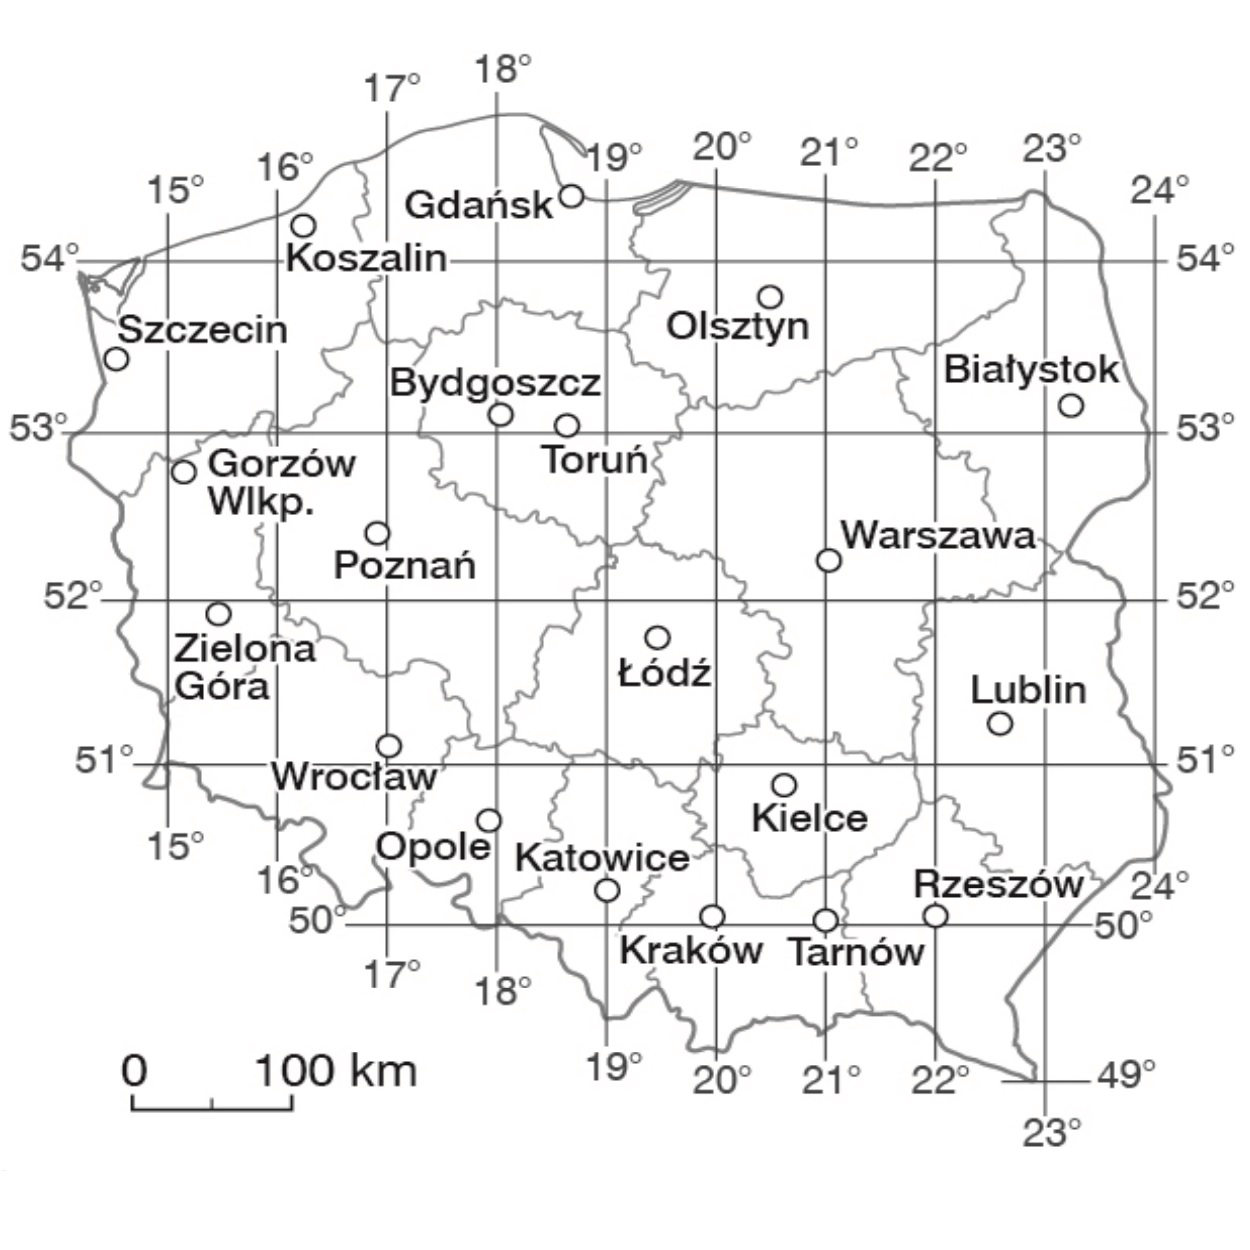 18°
17°
23°
20°
21°
19°
22°
16°
15°
24°
Gdańsk
54°
Koszalin
54°
Szczecin
Olsztyn
Białystok
Bydgoszcz
53°
53°
Toruń
Gorzów
Wlkp.
Warszawa
Poznań
52°
52°
Zielona
Góra
Łódź
Lublin
51°
51°
Wrocław
Kielce
15°
Opole
Katowice
16°
Rzeszów
24°
50°
50°
Kraków
Tarnów
17°
18°
19°
0
100 km
20°
21°
22°
49°
23°